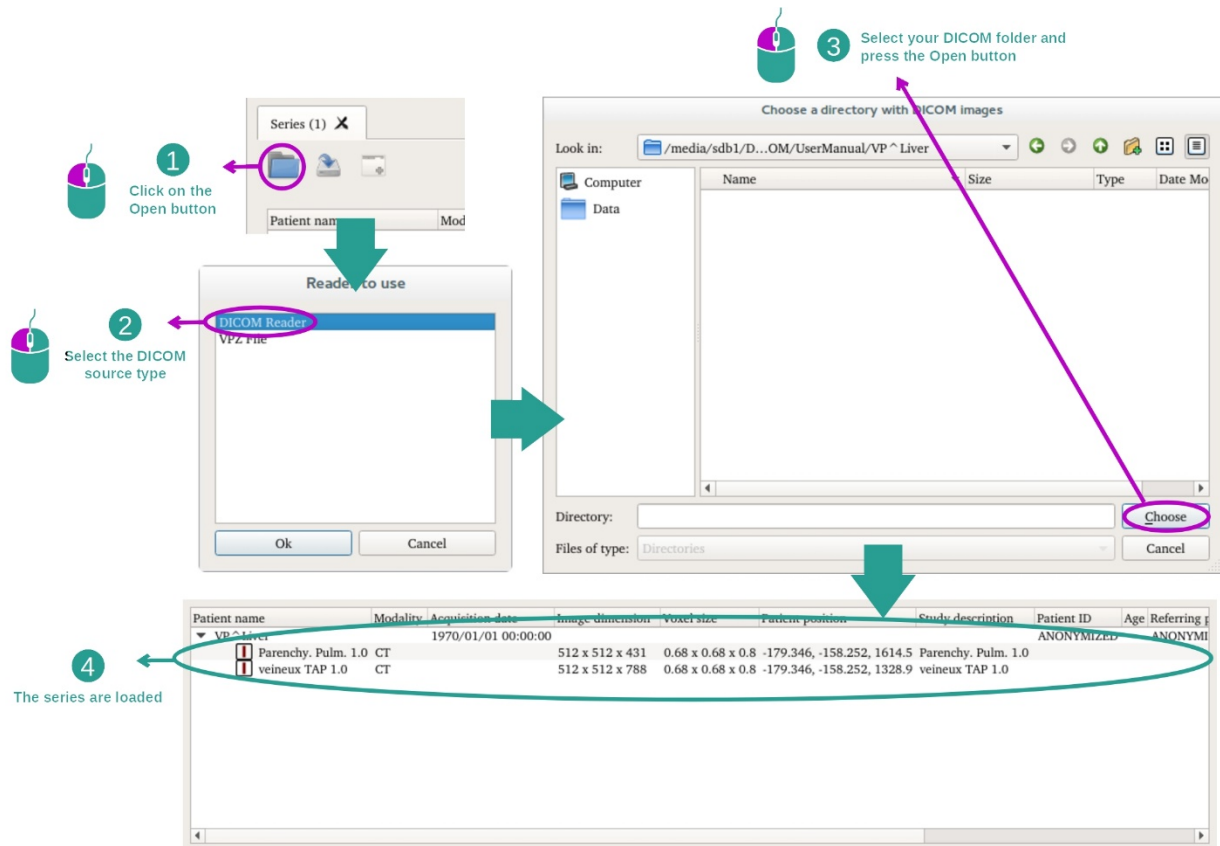 3
Select your DICOM folder and
press the Open button
Series (1)
1
Click on the
Open button
Patient name
Mod
Choose a directory with DICOM images
Look in:
/media/sdb1/D...OM/UserManual/VP^Liver
Computer
Data
Name
Size
Type
Date Mo
Reader to use
2
Select the DICOM
source type
DICOM Reader
VPZ File
Ok
Cancel
Directory:
Choose
Files of type:
Directories
Cancel
Patient name Modality Acquisition date Image dimension Voxel size Patient position Study description Patient ID Age Referring p
VP^Liver 1970/01/01 00:00:00 ANONYMIZED ANONYMI
Parenchy. Pulm. 1.0 CT 512 x 512 x 431 0.68 x 0.68 x 0.8 -179.346, -158.252, 1614.5 Parenchy. Pulm. 1.0
veineux TAP 1.0 CT 512 x 512 x 788 0.68 x 0.68 x 0.8 -179.346, -158.252, 1328.9 veineux TAP 1.0
4
The series are loaded